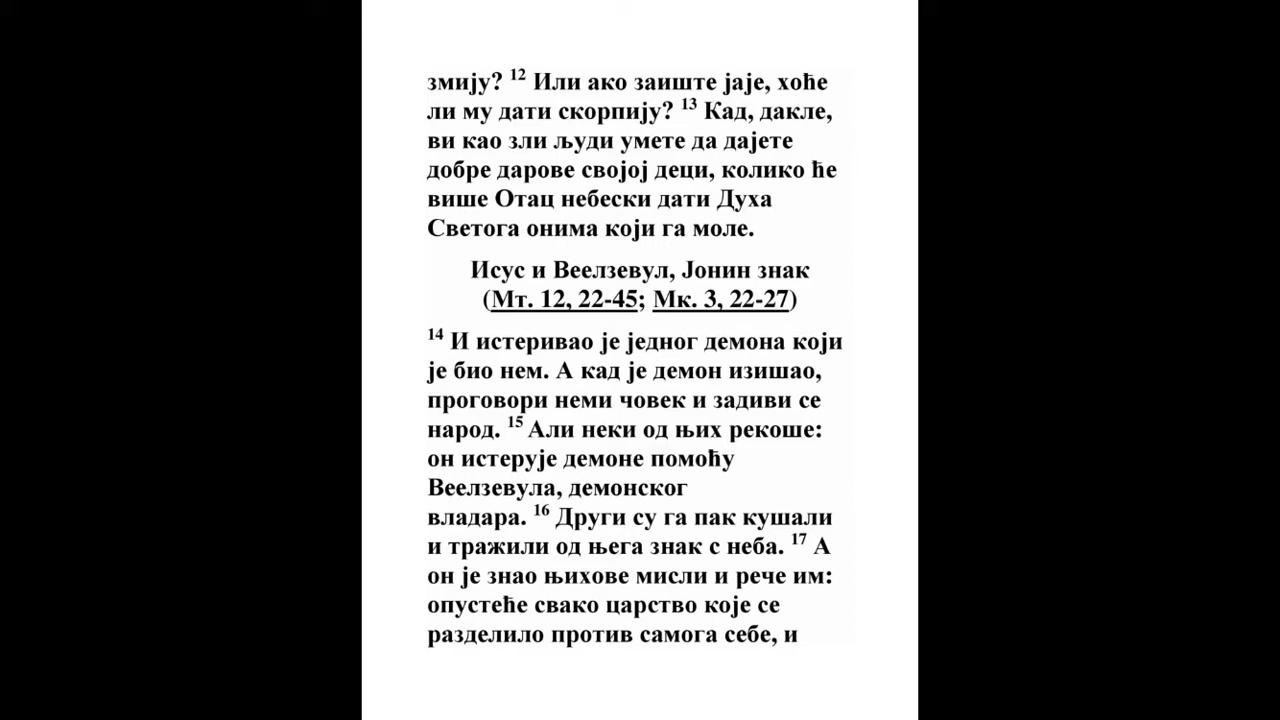 змију? 12 Или ако заиште јаје, хоће
ли му дати скорпију? 13 Кад, дакле,
ви као зли људи умете да дајете
добре дарове својој деци, колико ће
више Отац небески дати Духа
Светога онима који га моле.
Исус и Веелзевул, Јонин знак
(Мт. 12, 22-45; Мк. 3, 22-27)
14 И истеривао је једног демона који
је био нем. А кад је демон изишао,
проговори неми човек и задиви се
народ. 15 Али неки од њих рекоше:
он истерује демоне помоћу
Веелзевула, демонског
владара. 16 Други су га пак кушали
и тражили од њега знак с неба. 17 А
он је знао њихове мисли и рече им:
опустеће свако царство које се
разделило против самога себе, и